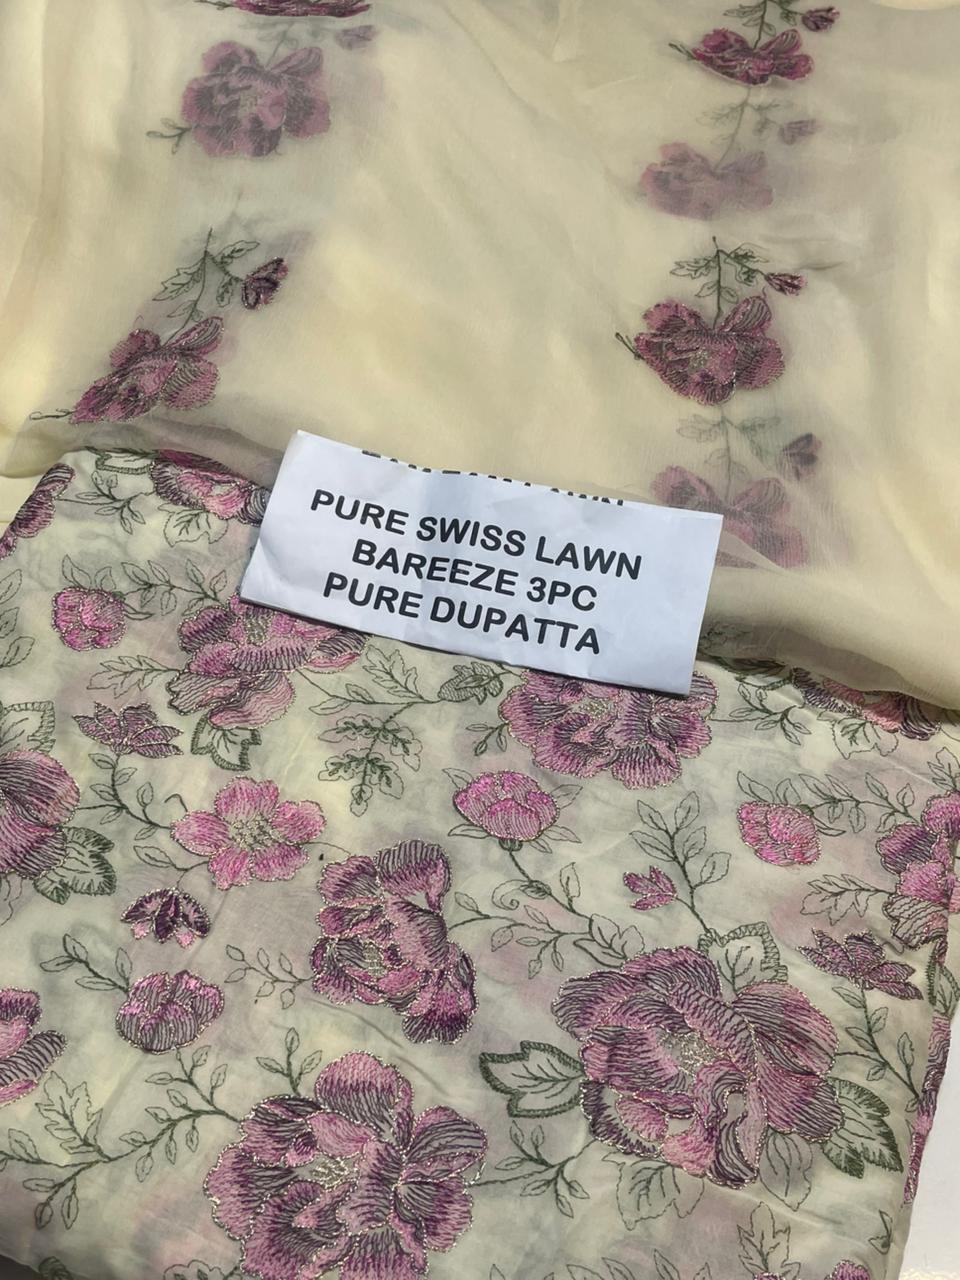 PURE SWISS LAWN
BAREEZE 3PC
PURE DUPATTA